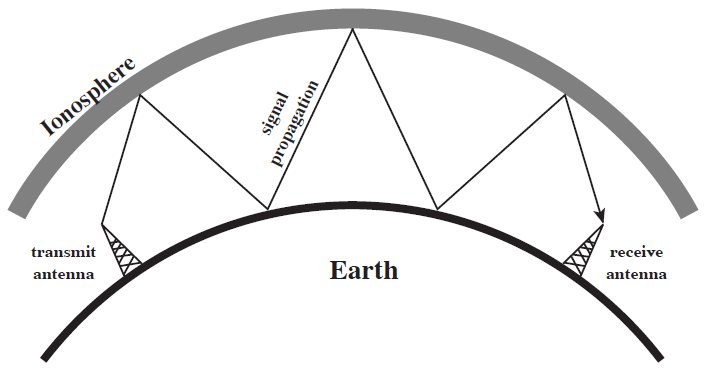 Ionosphere
signal
propagation
transmit
antenna
Earth
receive
antenna